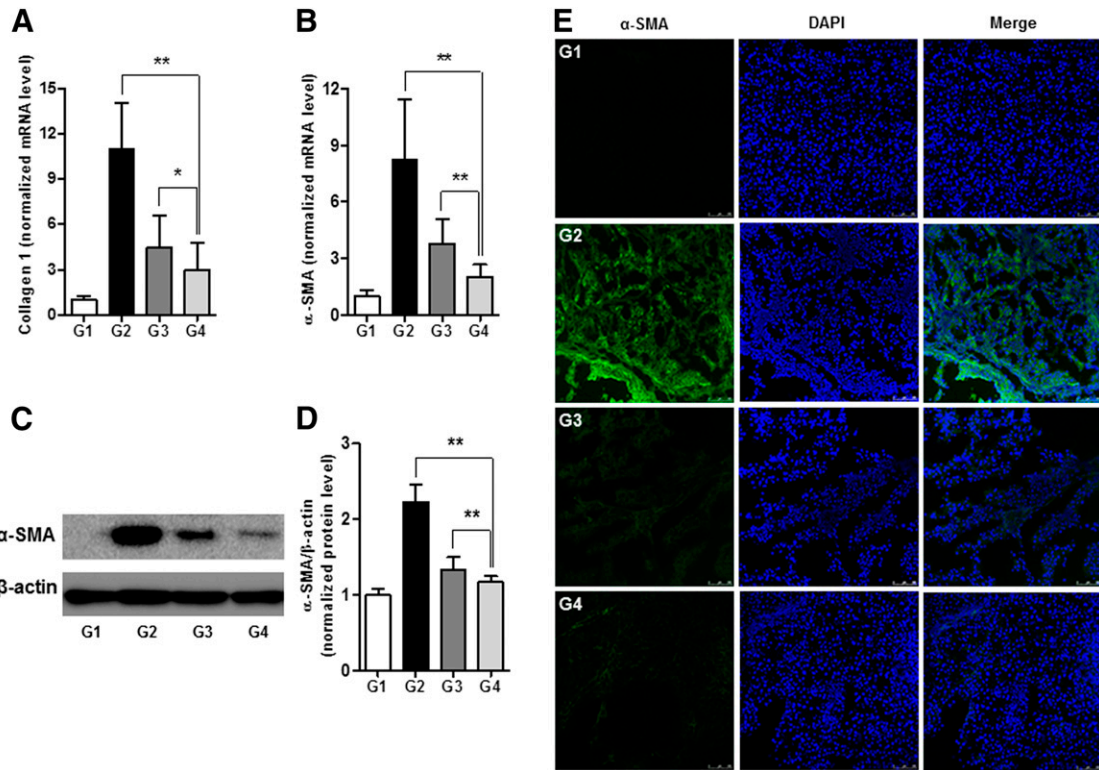 A
Collagen 1 (normalized mRNA level)
15
12
9
6
3
0
**
*
G1 G2 G3 G4
B
α-SMA (normalized mRNA level)
12
9
6
3
0
**
**
G1 G2 G3 G4
C
α-SMA
β-actin
G1 G2 G3 G4
D
α-SMA/β-actin
(normalized protein level)
3
2
1
0
**
**
G1 G2 G3 G4
E
α-SMA DAPI Merge
G1
G2
G3
G4